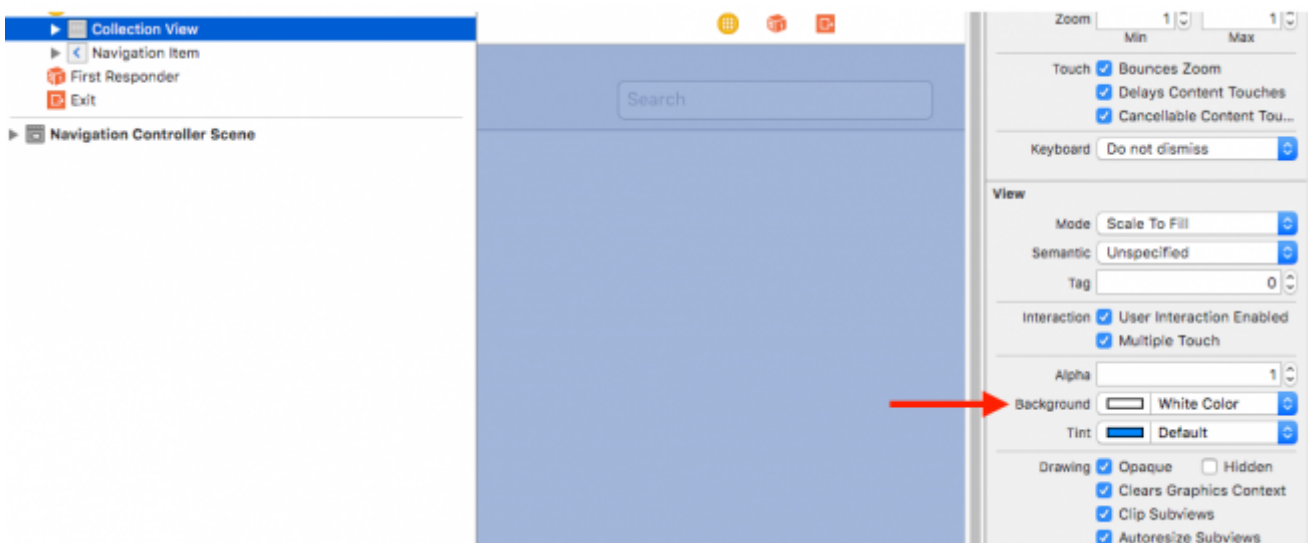 Collection View
Navigation Item
First Responder
Exit
Navigation Controller Scene
Search
Zoom 1 1
Min Max
Touch Bounces Zoom
Delays Content Touches
Cancellable Content Tou...
Keyboard Do not dismiss
View
Mode Scale To Fill
Semantic Unspecified
Tag 0
Interaction User Interaction Enabled
Multiple Touch
Alpha 1
Background White Color
Tint Default
Drawing Opaque Hidden
Clears Graphics Context
Clip Subviews
Autoresize Subviews